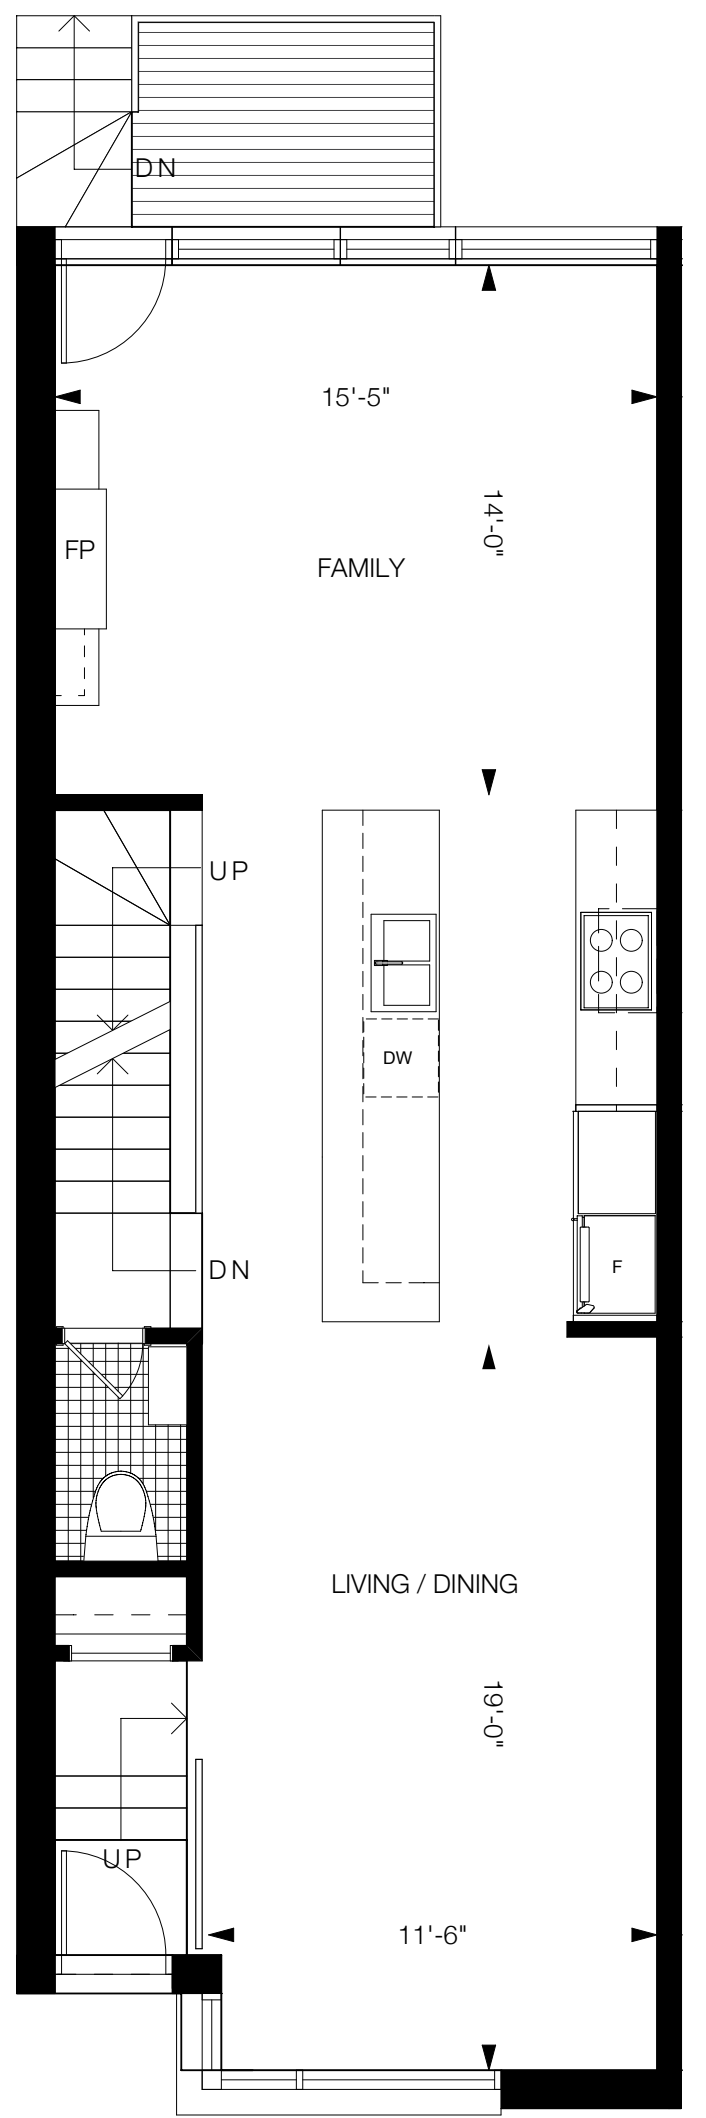 DN
15'-5"
14'-0"
FP
FAMILY
UP
DW
DN
F
LIVING / DINING
19'-0"
UP
11'-6"